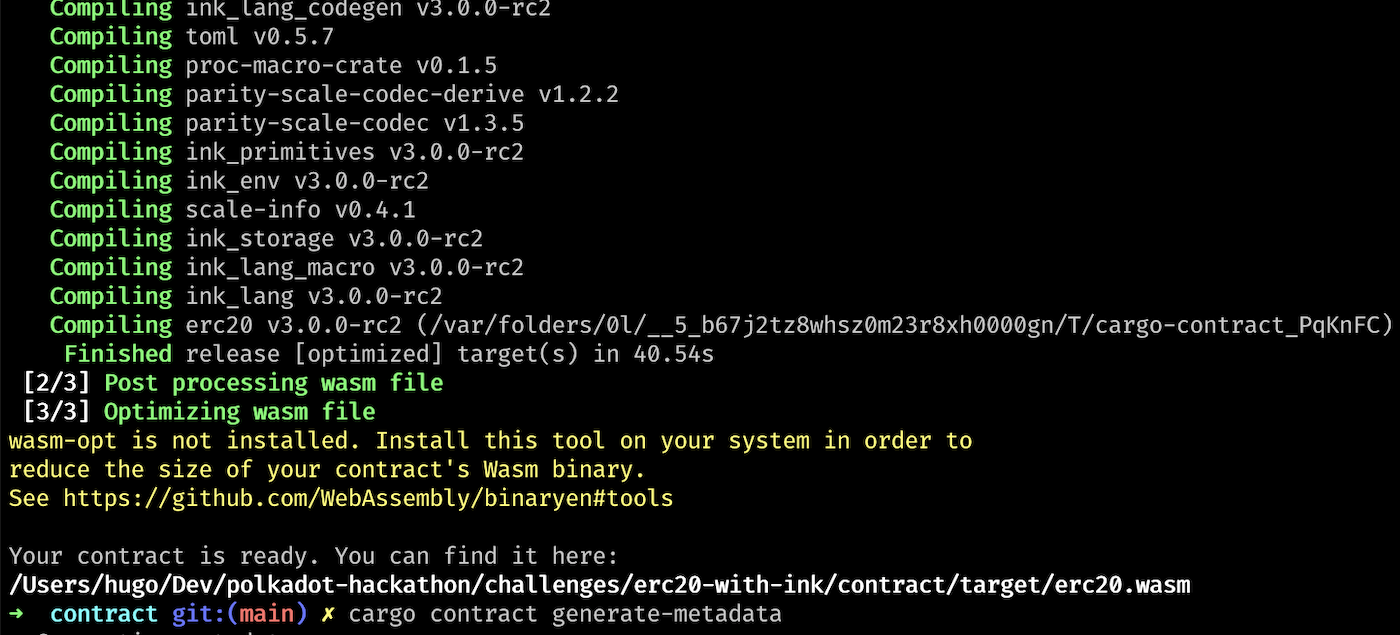 Compiling ink_lang_codegen v3.0.0-rc2
Compiling toml v0.5.7
Compiling proc-macro-crate v0.1.5
Compiling parity-scale-codec-derive v1.2.2
Compiling parity-scale-codec v1.3.5
Compiling ink_primitives v3.0.0-rc2
Compiling ink_env v3.0.0-rc2
Compiling scale-info v0.4.1
Compiling ink_storage v3.0.0-rc2
Compiling ink_lang_macro v3.0.0-rc2
Compiling ink_lang v3.0.0-rc2
Compiling erc20 v3.0.0-rc2 (/var/folders/0l/__5_b67j2tz8whsz0m23r8xh0000gn/T/cargo-contract_PqKnFC)
Finished release [optimized] target(s) in 40.54s
[2/3] Post processing wasm file
[3/3] Optimizing wasm file
wasm-opt is not installed. Install this tool on your system in order to
reduce the size of your contract's Wasm binary.
See https://github.com/WebAssembly/binaryen#tools
Your contract is ready. You can find it here:
/Users/hugo/Dev/polkadot-hackathon/challenges/erc20-with-ink/contract/target/erc20.wasm
→ contract git:(main) ✗ cargo contract generate-metadata